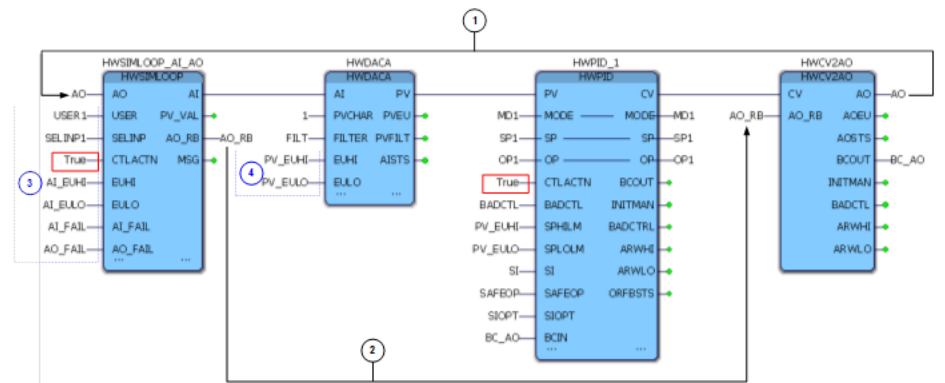 1
HWSIMLOOP_AI_AO
HWSIMLOOP
AO AO AI
USER1 USER PV_VAL
SELINP1 SELINP AO_RB AO_RB
True CTLACTN MSG
3
AI_EUHI EUHI
AI_EULO EULO
AI_FAIL AI_FAIL
AO_FAIL AO_FAIL
... ...
HWDACA
HWDACA
AI PV
1 PVCHAR PVEU
FILT FILTER PVFILT
PV_EUHI EUHI AISTS
4
PV_EULO EULO
... ...
HWPID_1
HWPID
PV CV
MD1 MODE MODE MD1
SP1 SP SP SP1
OP1 OP OP OP1
True CTLACTN BCOUT
BADCTL BADCTL INITMAN
PV_EUHI SPHILM BADCTRL
PV_EULO SPLOLM ARWHI
SI SI ARWLO
SAFEOP SAFEOP ORFBSTS
SIOPT SIOPT
BC_AO BCIN
... ...
HWCV2AO
HWCV2AO
CV AO AO
AO_RB AO_RB AOEU
AOSTS
BCOUT BC_AO
INITMAN
BADCTL
ARWHI
ARWLO
2